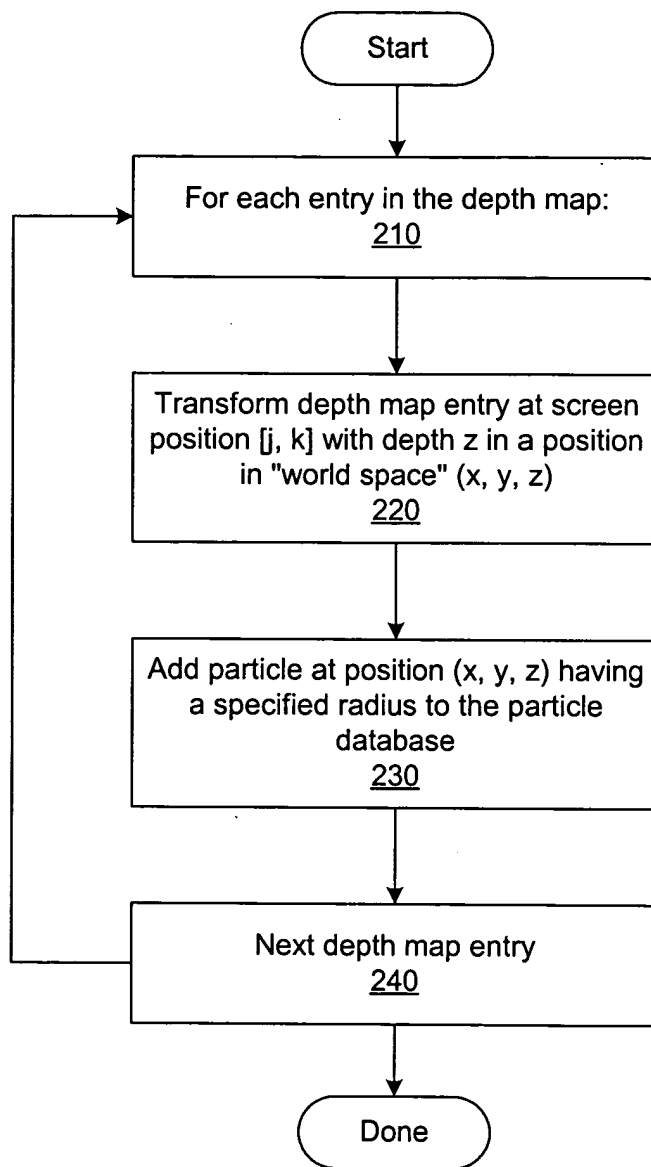 Start
For each entry in the depth map:
210
Transform depth map entry at screen
position [j, k] with depth z in a position
in "world space" (x, y, z)
220
Add particle at position (x, y, z) having
a specified radius to the particle
database
230
Next depth map entry
240
Done